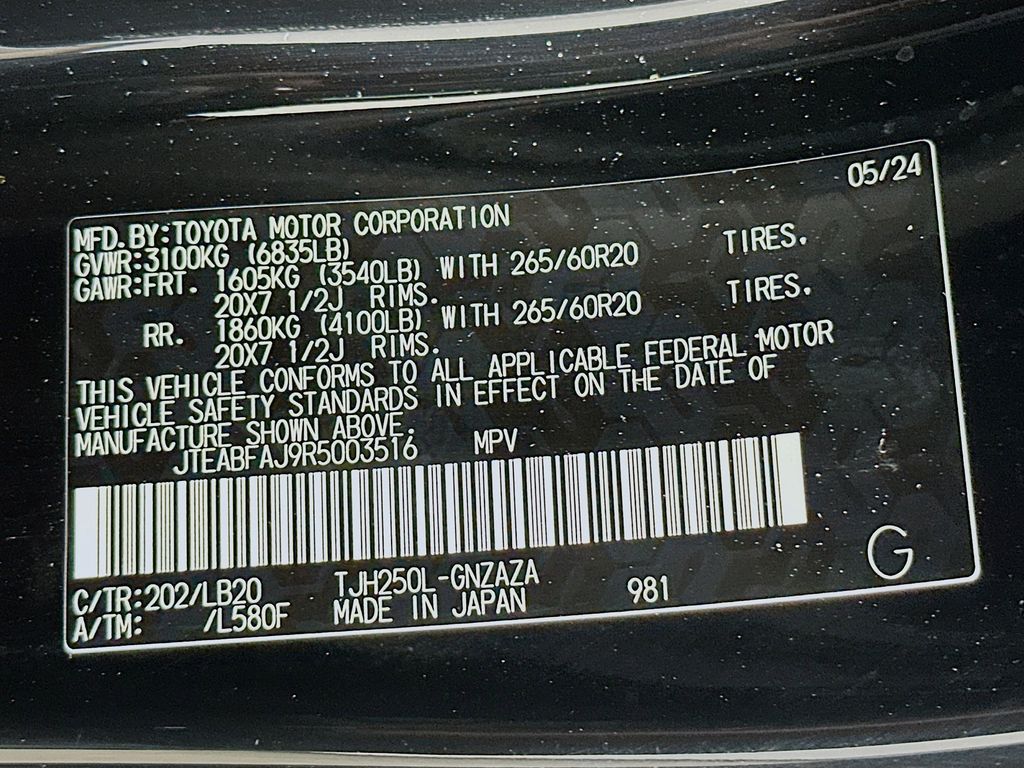 05/24
MFD.BY:TOYOTA MOTOR CORPORATION
GVWR:3100KG (6835LB)
GAWR:FRT. 1605KG (3540LB) WITH 265/60R20 TIRES.
20X7 1/2J RIMS.
RR. 1860KG (4100LB) WITH 265/60R20 TIRES.
20X7 1/2J RIMS.
THIS VEHICLE CONFORMS TO ALL APPLICABLE FEDERAL MOTOR
VEHICLE SAFETY STANDARDS IN EFFECT ON THE DATE OF
MANUFACTURE SHOWN ABOVE.
JTEABFAJ9R5003516 MPV
C/TR:202/LB20 TJH250L-GNZAZA 981 G
A/TM: /L580F MADE IN JAPAN